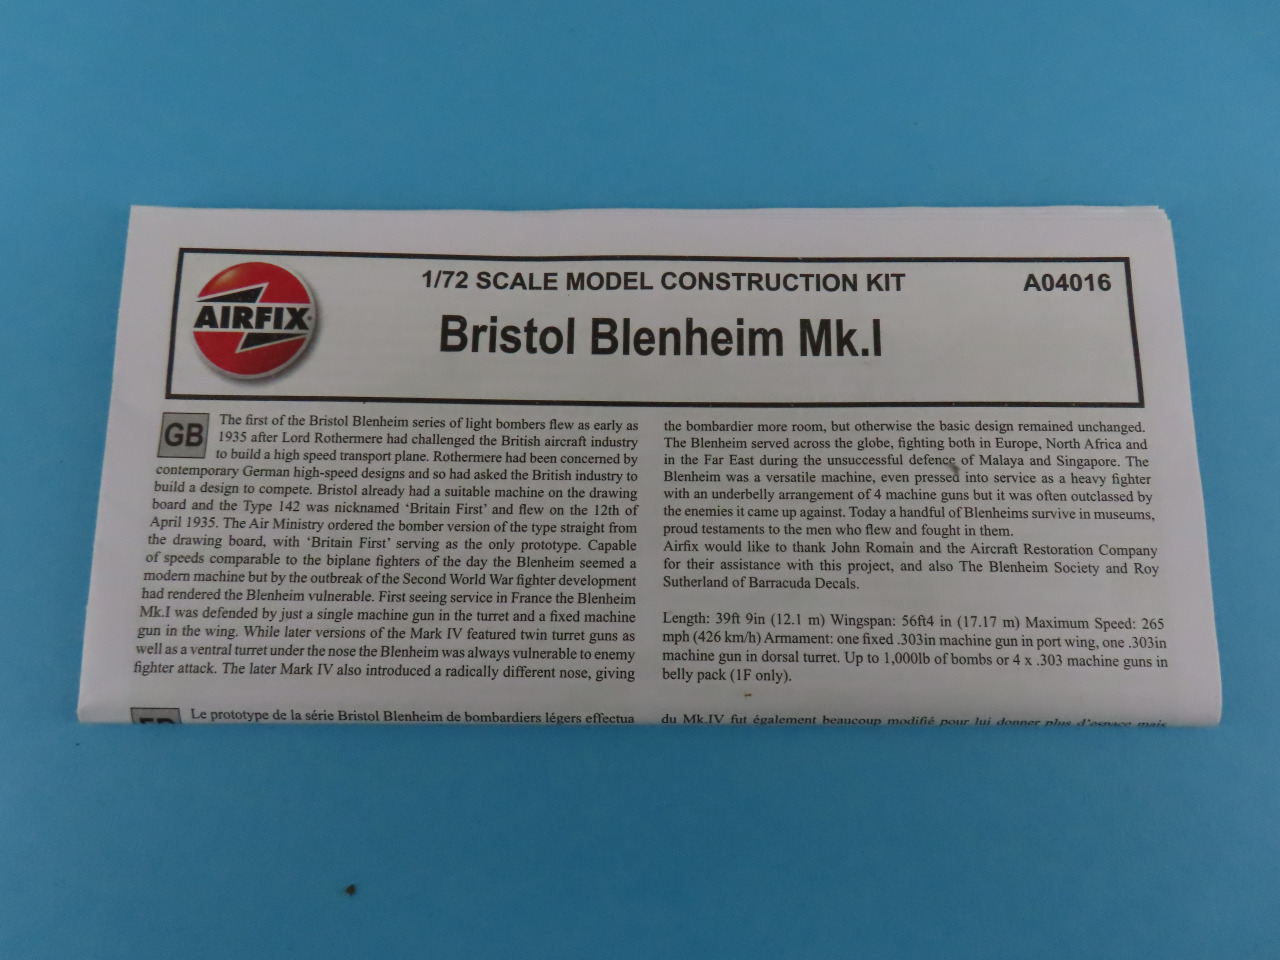 AIRFIX
1/72 SCALE MODEL CONSTRUCTION KIT
A04016
Bristol Blenheim Mk.I
GB
The first of the Bristol Blenheim series of light bombers flew as early as
1935 after Lord Rothermere had challenged the British aircraft industry
to build a high speed transport plane. Rothermere had been concerned by
contemporary German high-speed designs and so had asked the British industry to
build a design to compete. Bristol already had a suitable machine on the drawing
board and the Type 142 was nicknamed ‘Britain First’ and flew on the 12th of
April 1935. The Air Ministry ordered the bomber version of the type straight from
the drawing board, with ‘Britain First’ serving as the only prototype. Capable
of speeds comparable to the biplane fighters of the day the Blenheim seemed a
modern machine but by the outbreak of the Second World War fighter development
had rendered the Blenheim vulnerable. First seeing service in France the Blenheim
Mk.I was defended by just a single machine gun in the turret and a fixed machine
gun in the wing. While later versions of the Mark IV featured twin turret guns as
well as a ventral turret under the nose the Blenheim was always vulnerable to enemy
fighter attack. The later Mark IV also introduced a radically different nose, giving
the bombardier more room, but otherwise the basic design remained unchanged.
The Blenheim served across the globe, fighting both in Europe, North Africa and
in the Far East during the unsuccessful defence of Malaya and Singapore. The
Blenheim was a versatile machine, even pressed into service as a heavy fighter
with an underbelly arrangement of 4 machine guns but it was often outclassed by
the enemies it came up against. Today a handful of Blenheims survive in museums,
proud testaments to the men who flew and fought in them.
Airfix would like to thank John Romain and the Aircraft Restoration Company
for their assistance with this project, and also The Blenheim Society and Roy
Sutherland of Barracuda Decals.
Length: 39ft 9in (12.1 m) Wingspan: 56ft4 in (17.17 m) Maximum Speed: 265
mph (426 km/h) Armament: one fixed .303in machine gun in port wing, one .303in
machine gun in dorsal turret. Up to 1,000lb of bombs or 4 x .303 machine guns in
belly pack (1F only).
Le prototype de la série Bristol Blenheim de bombardiers légers effectua
du Mk.IV fut également beaucoup modifié pour lui donner plus d'espace mais